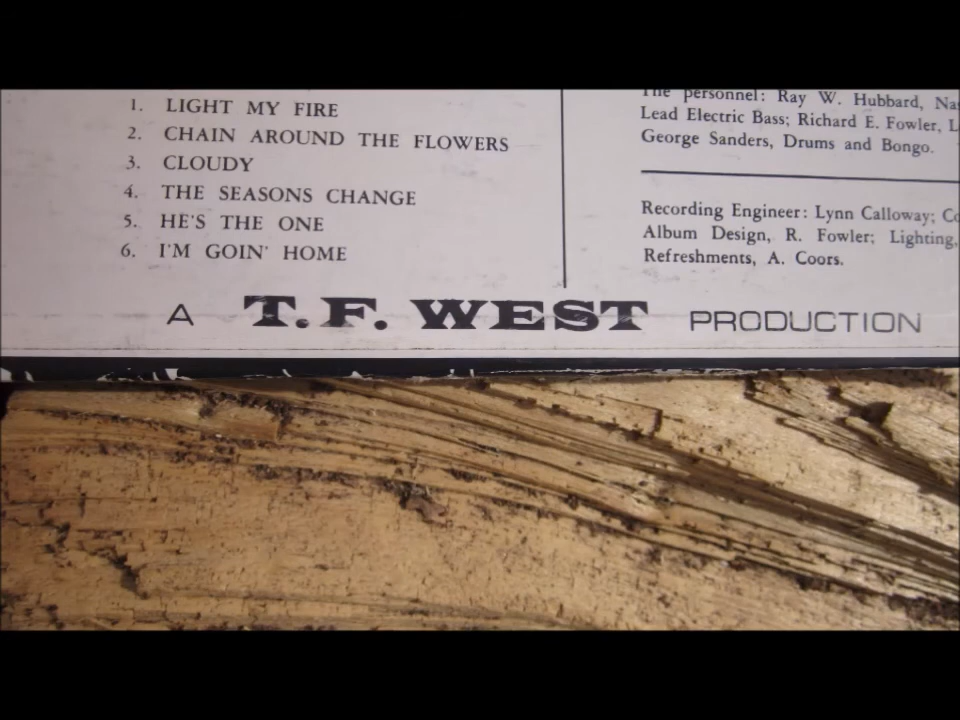 1. LIGHT MY FIRE
2. CHAIN AROUND THE FLOWERS
3. CLOUDY
4. THE SEASONS CHANGE
5. HE'S THE ONE
6. I'M GOIN' HOME
The personnel: Ray W. Hubbard,
Lead Electric Bass; Richard E. Fowler,
George Sanders, Drums and Bongo.
Recording Engineer: Lynn Calloway;
Album Design, R. Fowler; Lighting,
Refreshments, A. Coors.
A T.F. WEST PRODUCTION